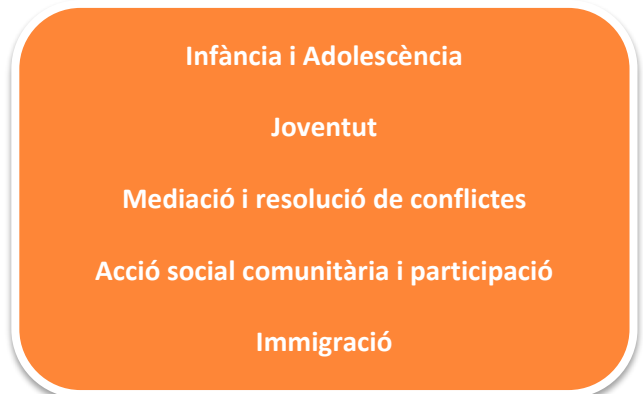 Infància i Adolescència
Joventut
Mediació i resolució de conflictes
Acció social comunitària i participació
Immigració